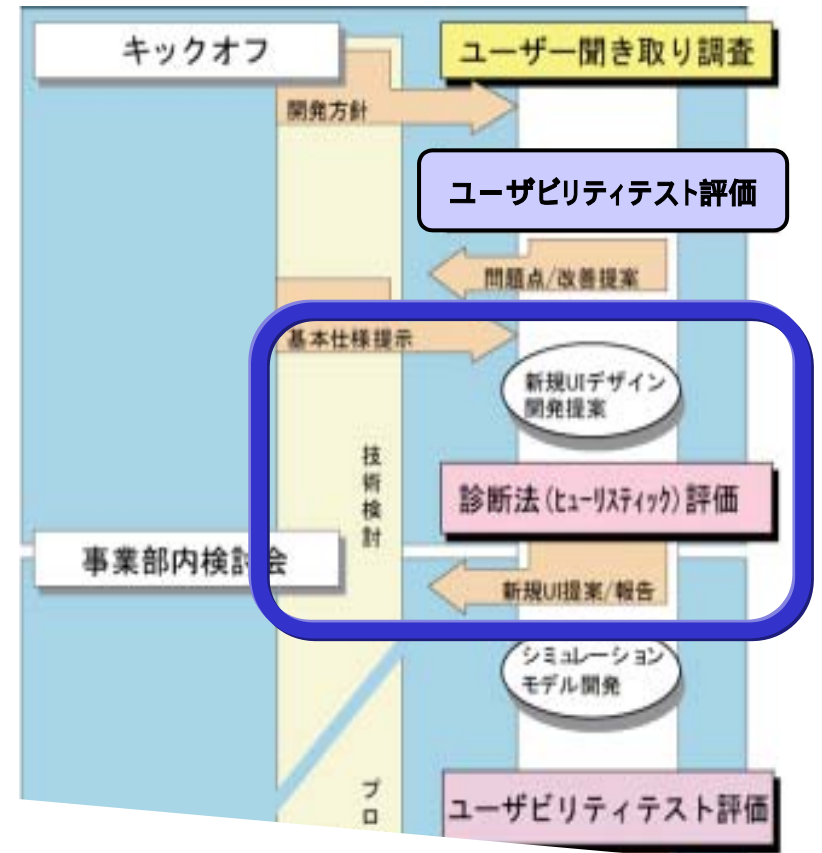 キックオフ
ユーザー聞き取り調査
開発方針
ユーザビリティテスト評価
問題点/改善提案
基本仕様提示
新規UIデザイン
開発提案
技術検討
診断法(ﾋｭｰﾘｽﾃｨｯｸ)評価
事業部内検討会
新規UI提案/報告
シミュレーション
モデル開発
プロ
ユーザビリティテスト評価